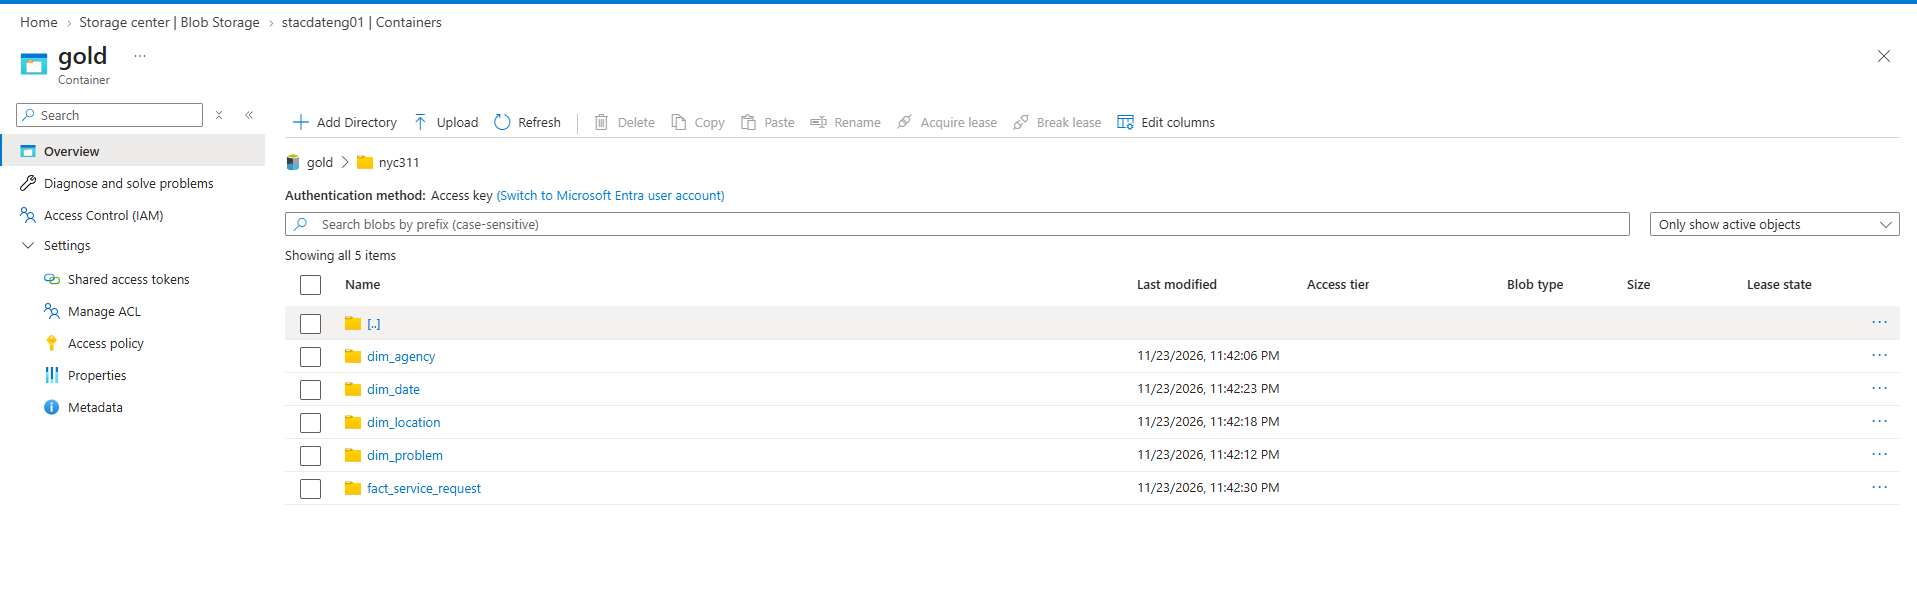 Home > Storage center | Blob Storage > stacdateng01 | Containers
gold ...
Container
Search
Overview
Diagnose and solve problems
Access Control (IAM)
Settings
Shared access tokens
Manage ACL
Access policy
Properties
Metadata
Add Directory Upload Refresh Delete Copy Paste Rename Acquire lease Break lease Edit columns
gold > nyc311
Authentication method: Access key (Switch to Microsoft Entra user account)
Search blobs by prefix (case-sensitive) Only show active objects
Showing all 5 items
Name Last modified Access tier Blob type Size Lease state
[..] ...
dim_agency 11/23/2026, 11:42:06 PM ...
dim_date 11/23/2026, 11:42:23 PM ...
dim_location 11/23/2026, 11:42:18 PM ...
dim_problem 11/23/2026, 11:42:12 PM ...
fact_service_request 11/23/2026, 11:42:30 PM ...